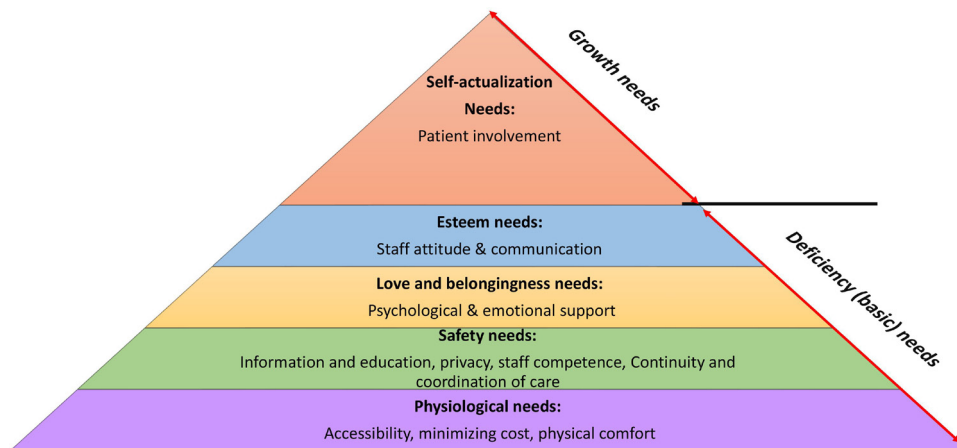 Growth needs
Self-actualization
Needs:
Patient involvement
Deficiency (basic) needs
Esteem needs:
Staff attitude & communication
Love and belongingness needs:
Psychological & emotional support
Safety needs:
Information and education, privacy, staff competence, Continuity and
coordination of care
Physiological needs:
Accessibility, minimizing cost, physical comfort